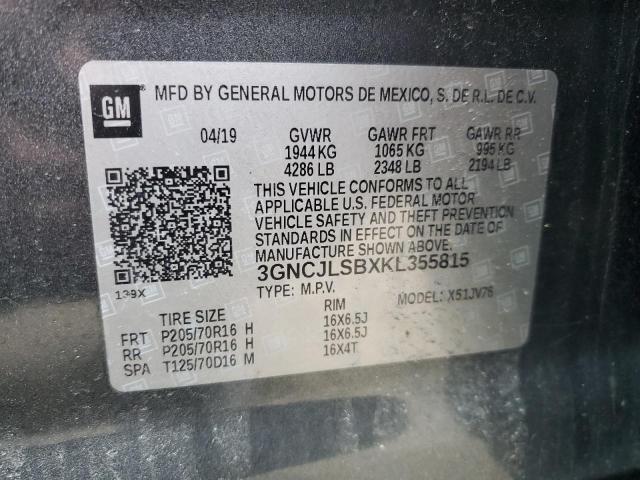 GM
MFD BY GENERAL MOTORS DE MEXICO, S. DE R.L. DE C.V.
04/19 GVWR GAWR FRT GAWR RR
1944 KG 1065 KG 995 KG
4286 LB 2348 LB 2194 LB
THIS VEHICLE CONFORMS TO ALL
APPLICABLE U.S. FEDERAL MOTOR
VEHICLE SAFETY AND THEFT PREVENTION
STANDARDS IN EFFECT ON THE DATE OF
MANUFACTURE SHOWN ABOVE.
3GNCJLSBXKL355815
139X TYPE: M.P.V. MODEL: X51JV76
TIRE SIZE RIM
FRT P205/70R16 H 16X6.5J
RR P205/70R16 H 16X6.5J
SPA T125/70D16 M 16X4T